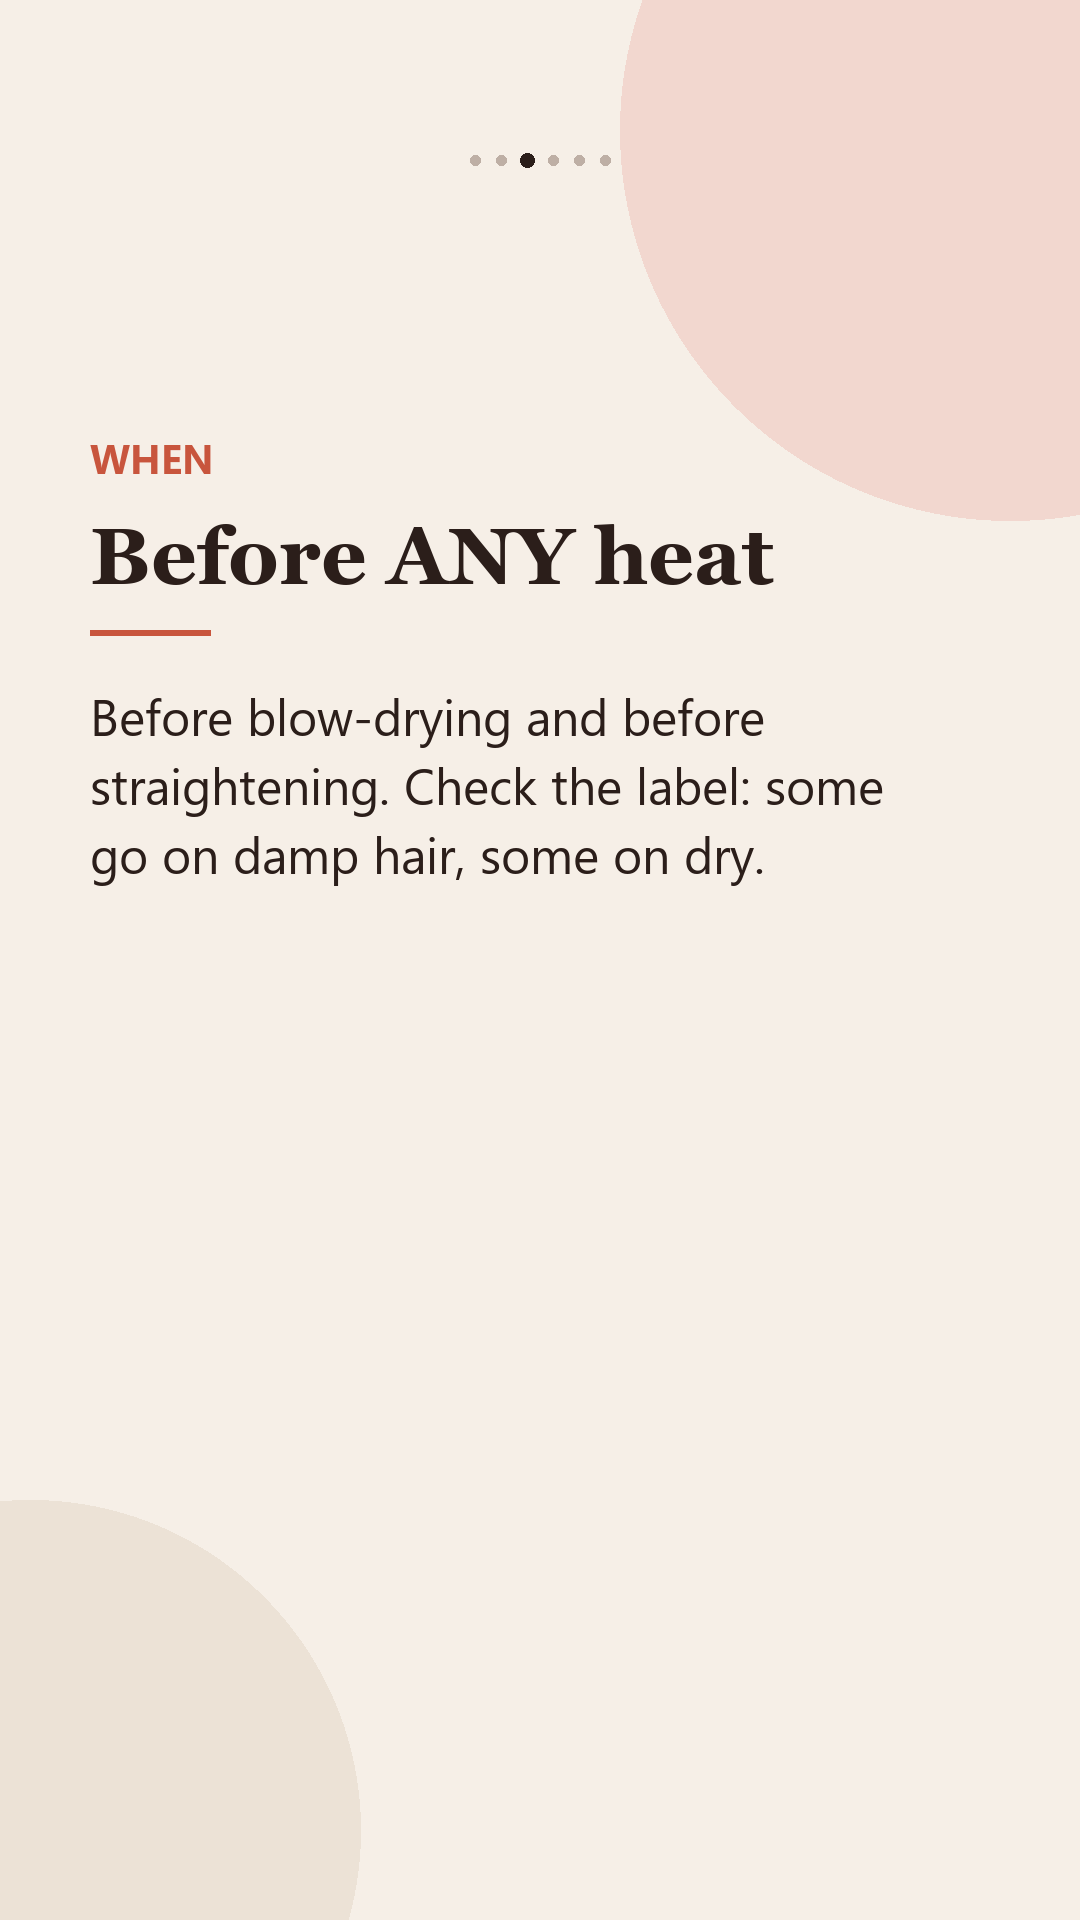 WHEN
Before ANY heat
Before blow-drying and before
straightening. Check the label: some
go on damp hair, some on dry.